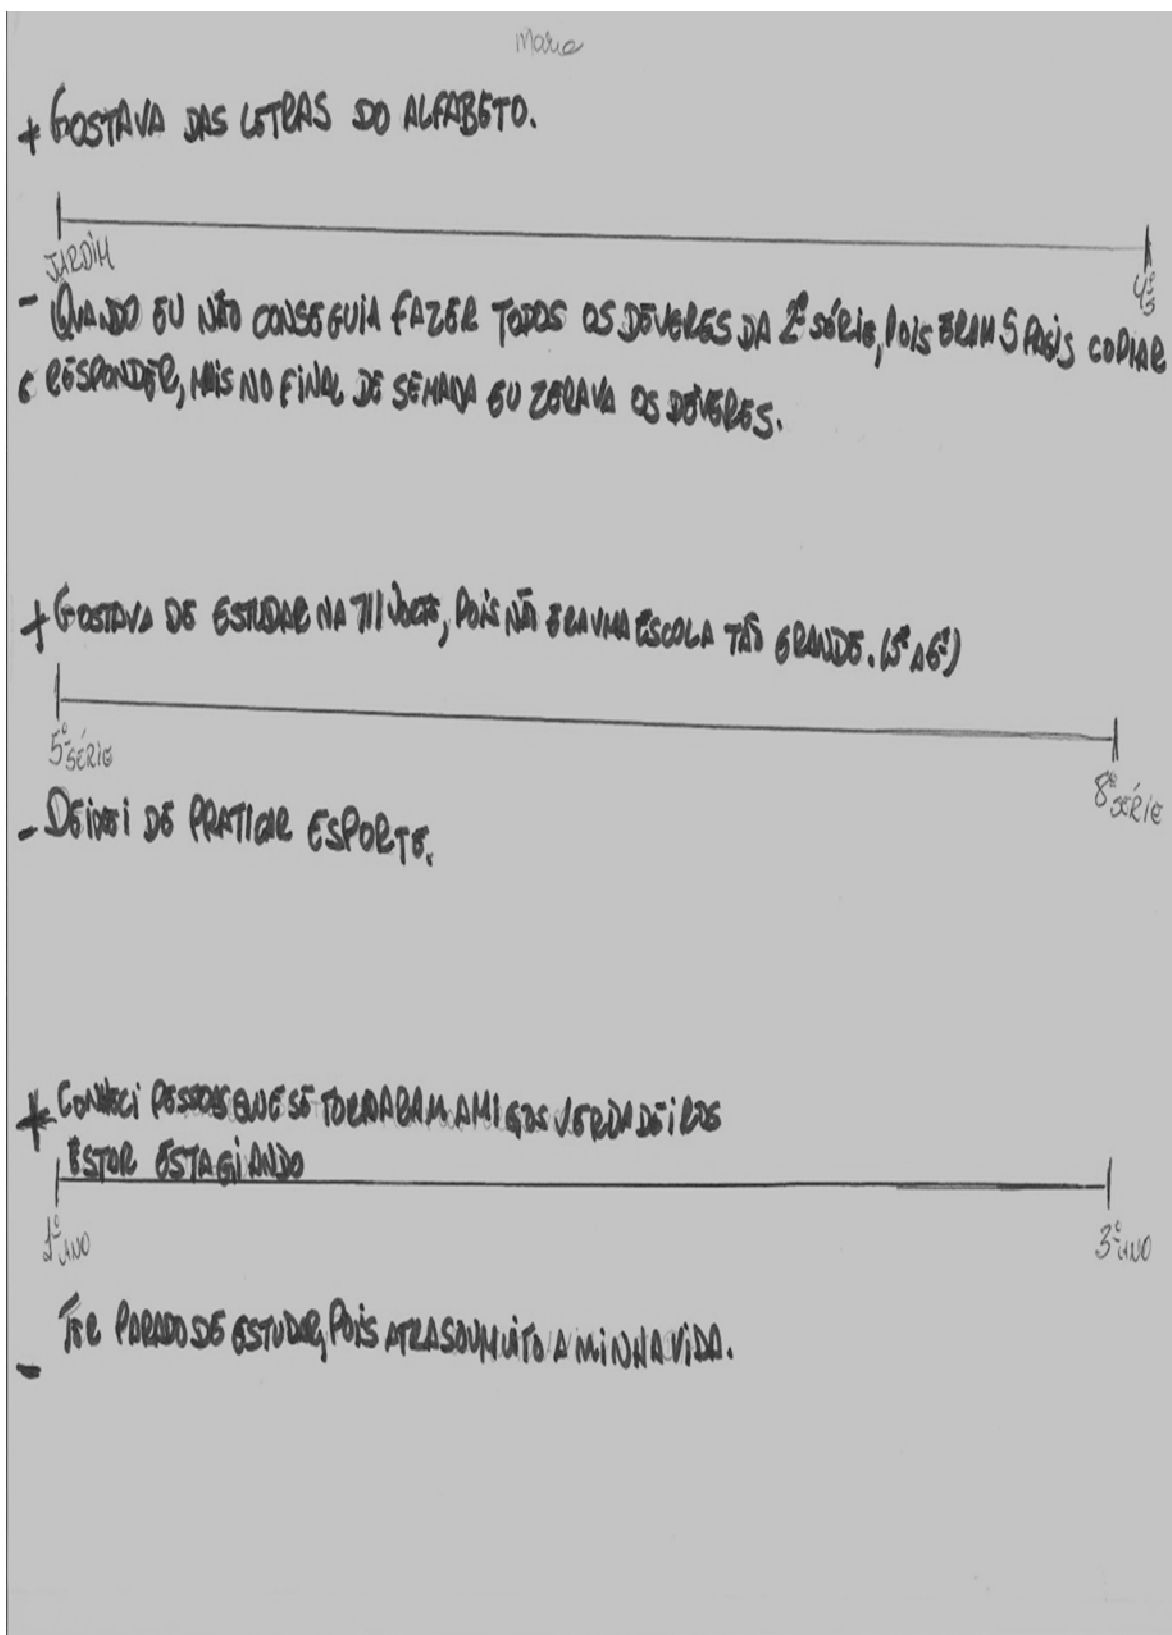 + GOSTAVA DAS LETRAS DO ALFABETO.
JARDIM
4ª S
- QUANDO EU NÃO CONSEGUIA FAZER TODOS OS DEVERES DA 2ª SÉRIE, POIS ERAM 5 COPIAR
E RESPONDER, MAIS NO FINAL DE SEMANA EU ZERAVA OS DEVERES.
+ GOSTAVA DE ESTUDAR NA 711 NORTE, POIS NÃO ERA UMA ESCOLA TÃO GRANDE. (5ª A 6ª)
5ª SÉRIE
8ª SÉRIE
- DEIXEI DE PRATICAR ESPORTE.
+ CONHECI PESSOAS QUE SE TORNARAM AMIGOS VERDADEIROS
ESTAGIANDO
1º ANO
3º ANO
- TER PARADO DE ESTUDAR, POIS ATRASOU MUITO A MINHA VIDA.